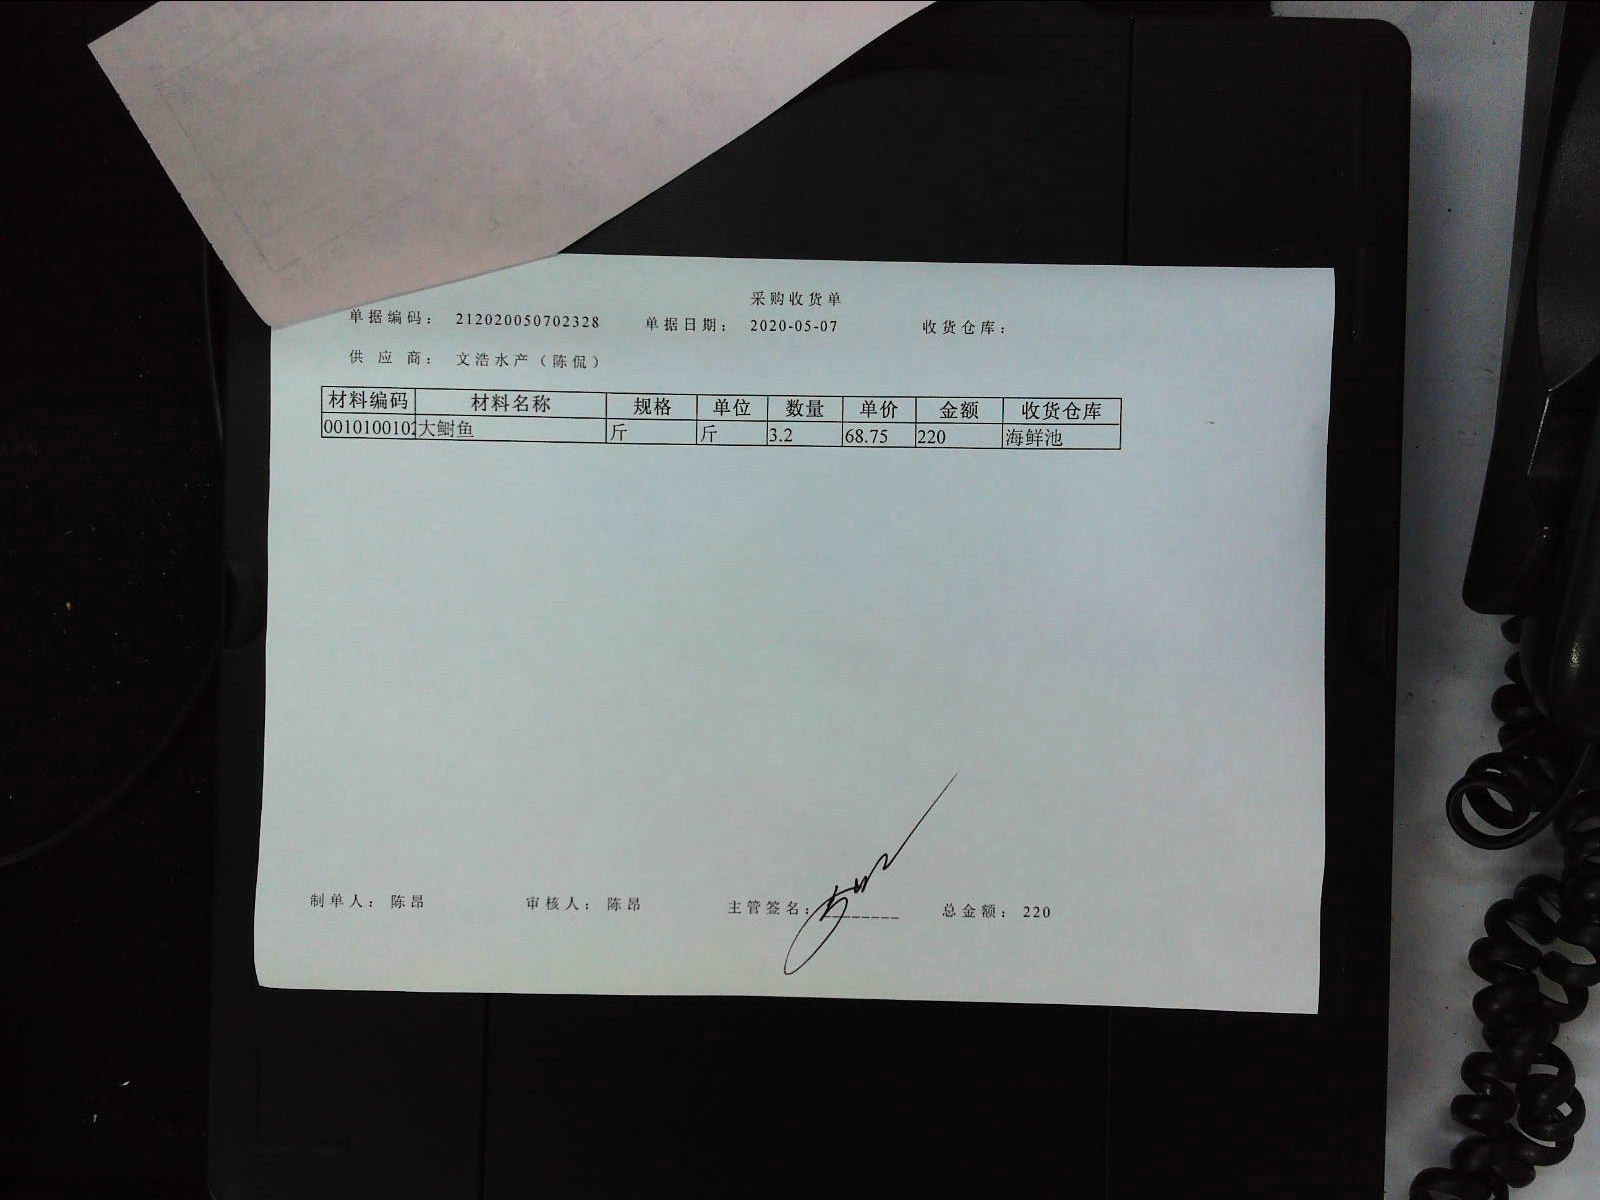 采购收货单
单据编码： 212020050702328 单据日期： 2020-05-07 收货仓库：
供 应 商： 文浩水产（陈侃）
材料编码 材料名称 规格 单位 数量 单价 金额 收货仓库
0010100102 大鲥鱼 斤 斤 3.2 68.75 220 海鲜池
制单人： 陈昂 审核人： 陈昂 主管签名：________ 总金额： 220